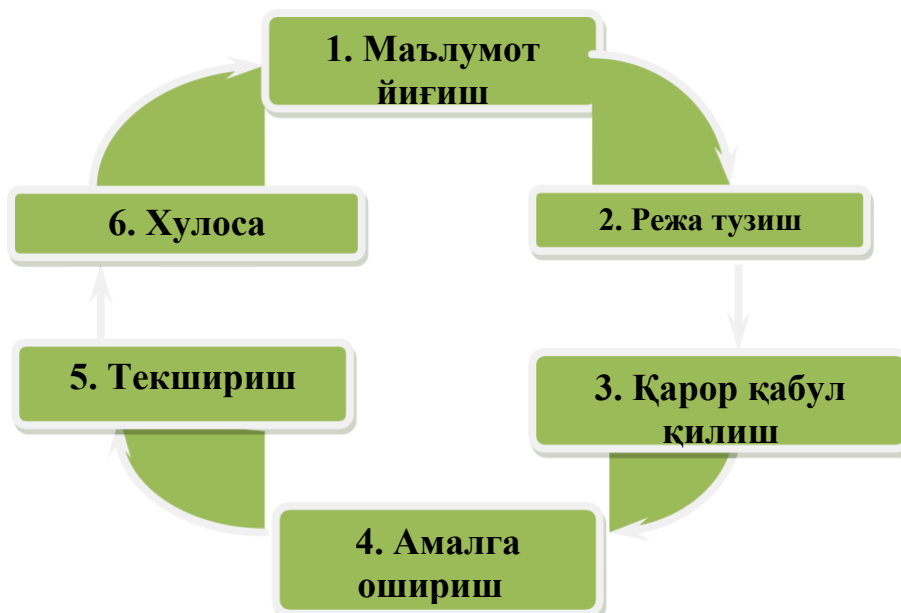 1. Маълумот
йиғиш
2. Режа тузиш
3. Қарор қабул
қилиш
4. Амалга
ошириш
5. Текшириш
6. Хулоса